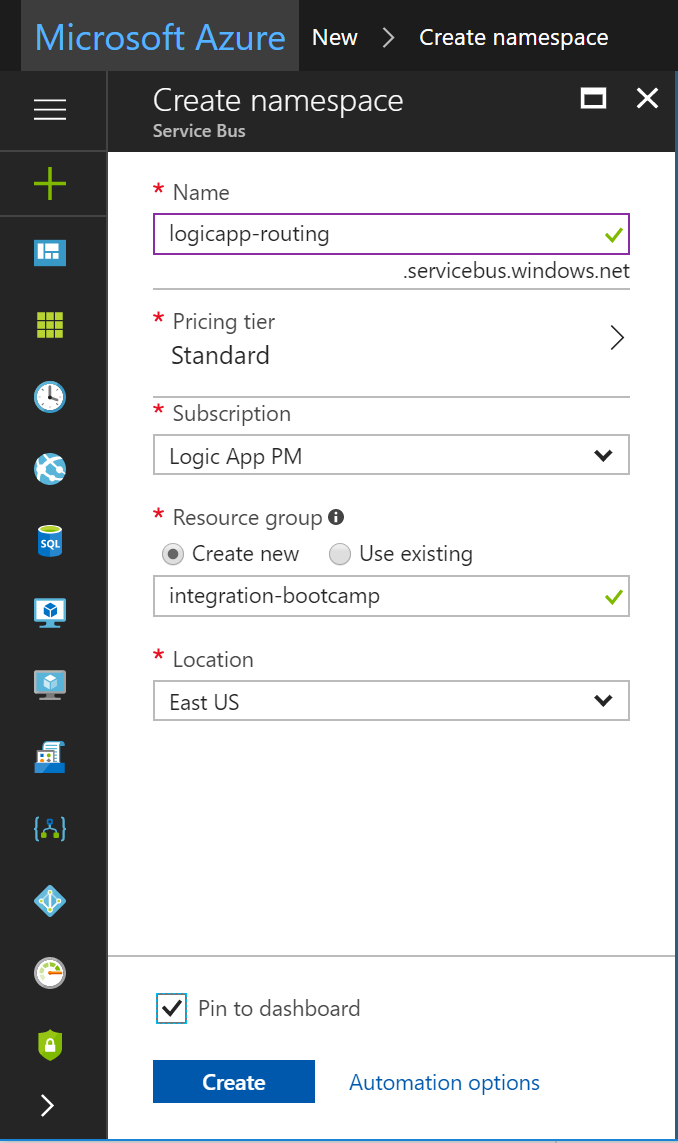 Microsoft Azure New Create namespace
Create namespace
Service Bus
* Name
logicapp-routing
.servicebus.windows.net
* Pricing tier
Standard
* Subscription
Logic App PM
* Resource group
Create new Use existing
integration-bootcamp
* Location
East US
SQL
Pin to dashboard
Create Automation options